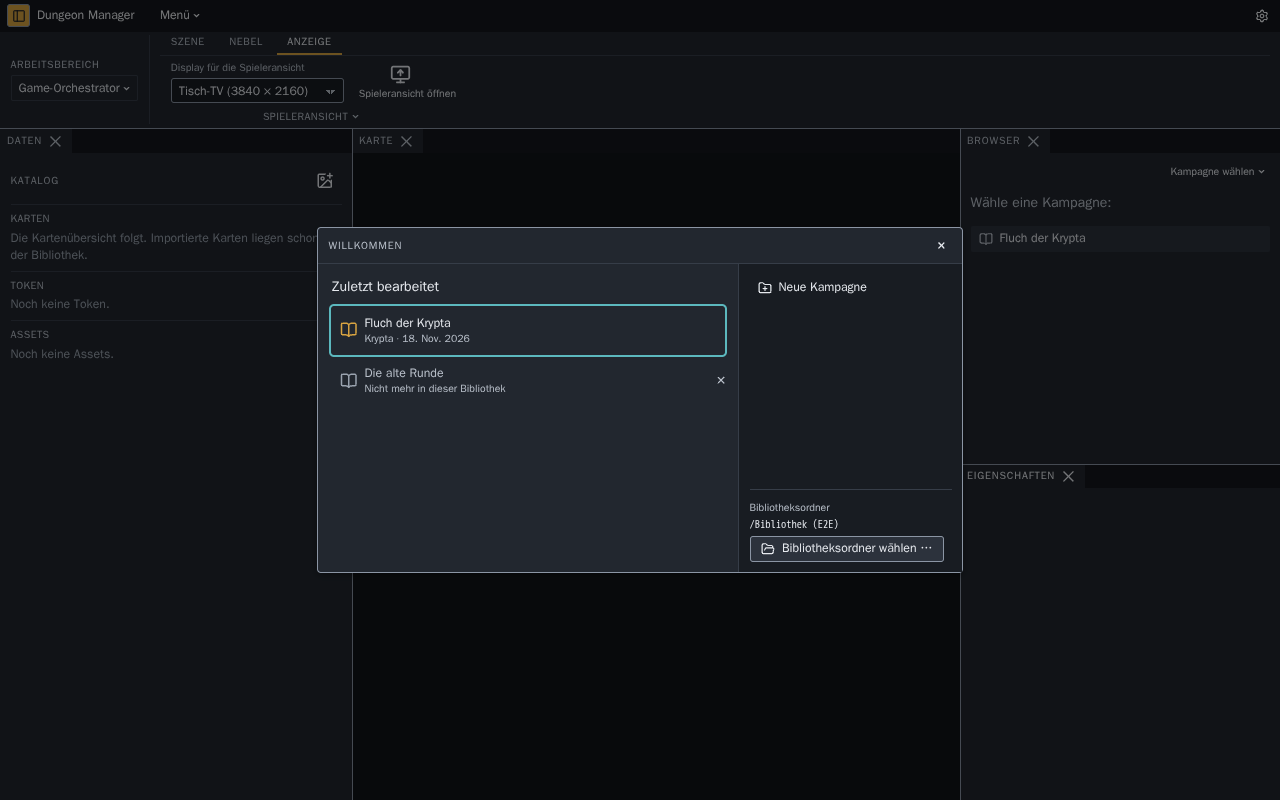 Dungeon Manager
Menü
SZENE
NEBEL
ANZEIGE
ARBEITSBEREICH
Game-Orchestrator
Display für die Spieleransicht
Tisch-TV (3840 × 2160)
Spieleransicht öffnen
SPIELERANSICHT
DATEN
KARTE
BROWSER
KATALOG
Kampagne wählen
Wähle eine Kampagne:
Fluch der Krypta
KARTEN
Die Kartenübersicht folgt. Importierte Karten liegen schon
der Bibliothek.
TOKEN
Noch keine Token.
ASSETS
Noch keine Assets.
WILLKOMMEN
Zuletzt bearbeitet
Fluch der Krypta
Krypta · 18. Nov. 2026
Die alte Runde
Nicht mehr in dieser Bibliothek
Neue Kampagne
Bibliotheksordner
/Bibliothek (E2E)
Bibliotheksordner wählen ···
EIGENSCHAFTEN